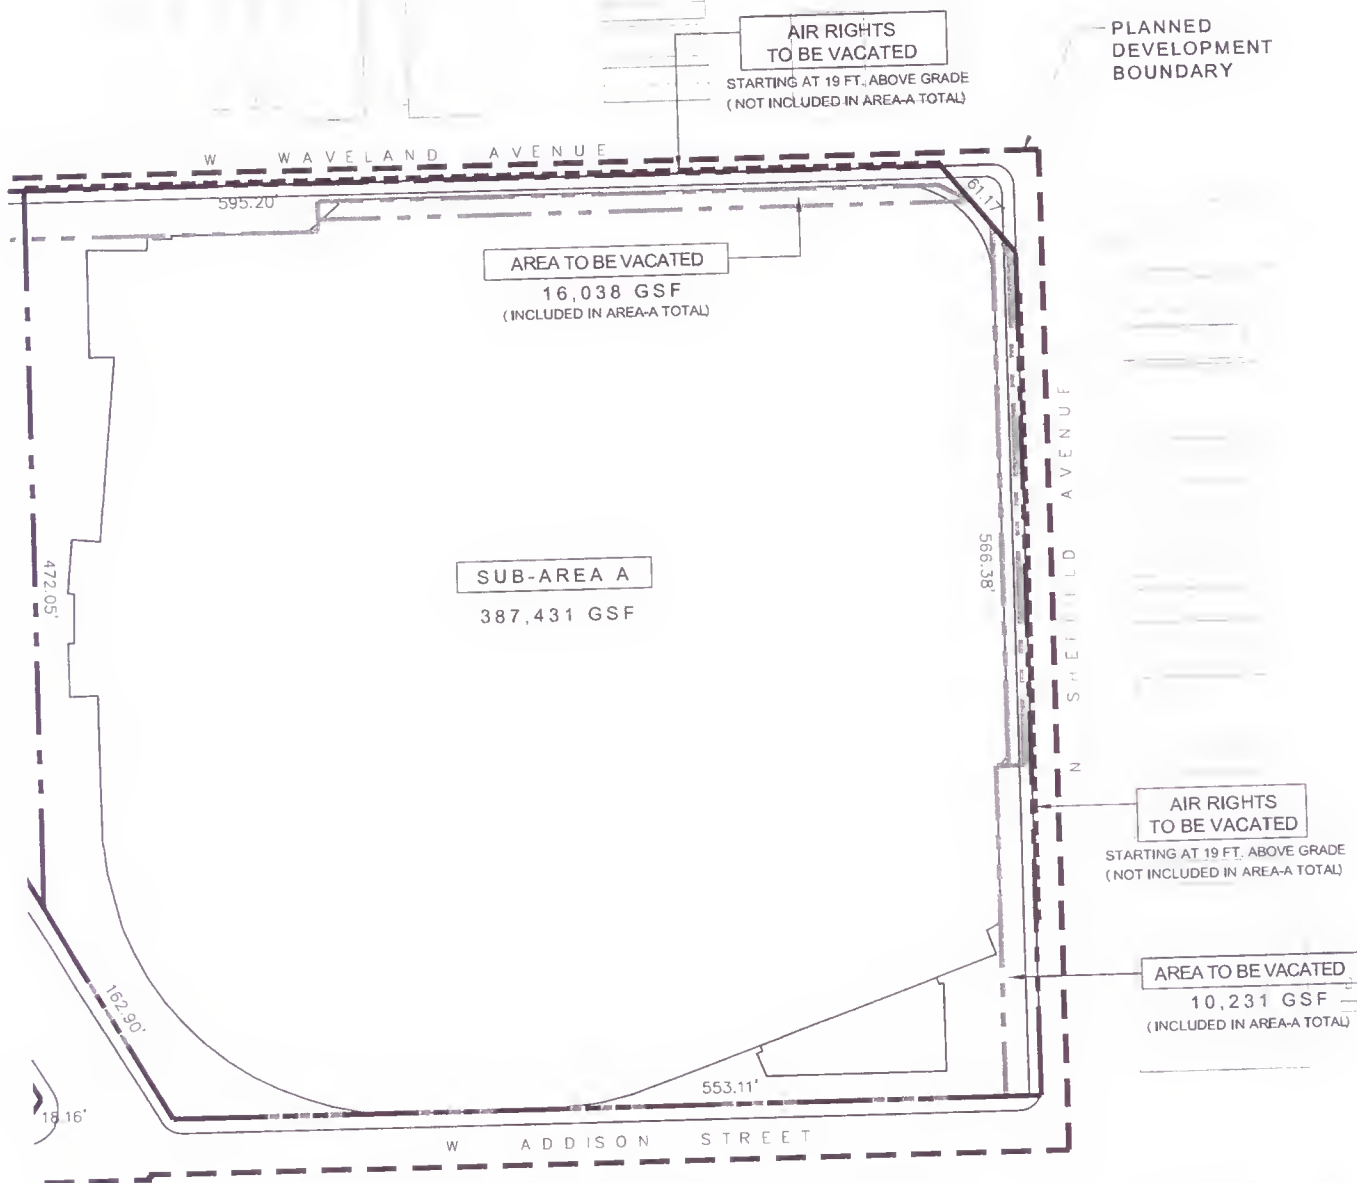 AIR RIGHTS
TO BE VACATED
STARTING AT 19 FT. ABOVE GRADE
(NOT INCLUDED IN AREA-A TOTAL)
PLANNED
DEVELOPMENT
BOUNDARY
W WAVELAND AVENUE
595.20'
61.17'
AREA TO BE VACATED
16,038 GSF
(INCLUDED IN AREA-A TOTAL)
N SHEFFIELD AVENUE
566.38'
472.05'
SUB-AREA A
387,431 GSF
AIR RIGHTS
TO BE VACATED
STARTING AT 19 FT. ABOVE GRADE
(NOT INCLUDED IN AREA-A TOTAL)
AREA TO BE VACATED
10,231 GSF
(INCLUDED IN AREA-A TOTAL)
162.90'
553.11'
18.16'
W ADDISON STREET